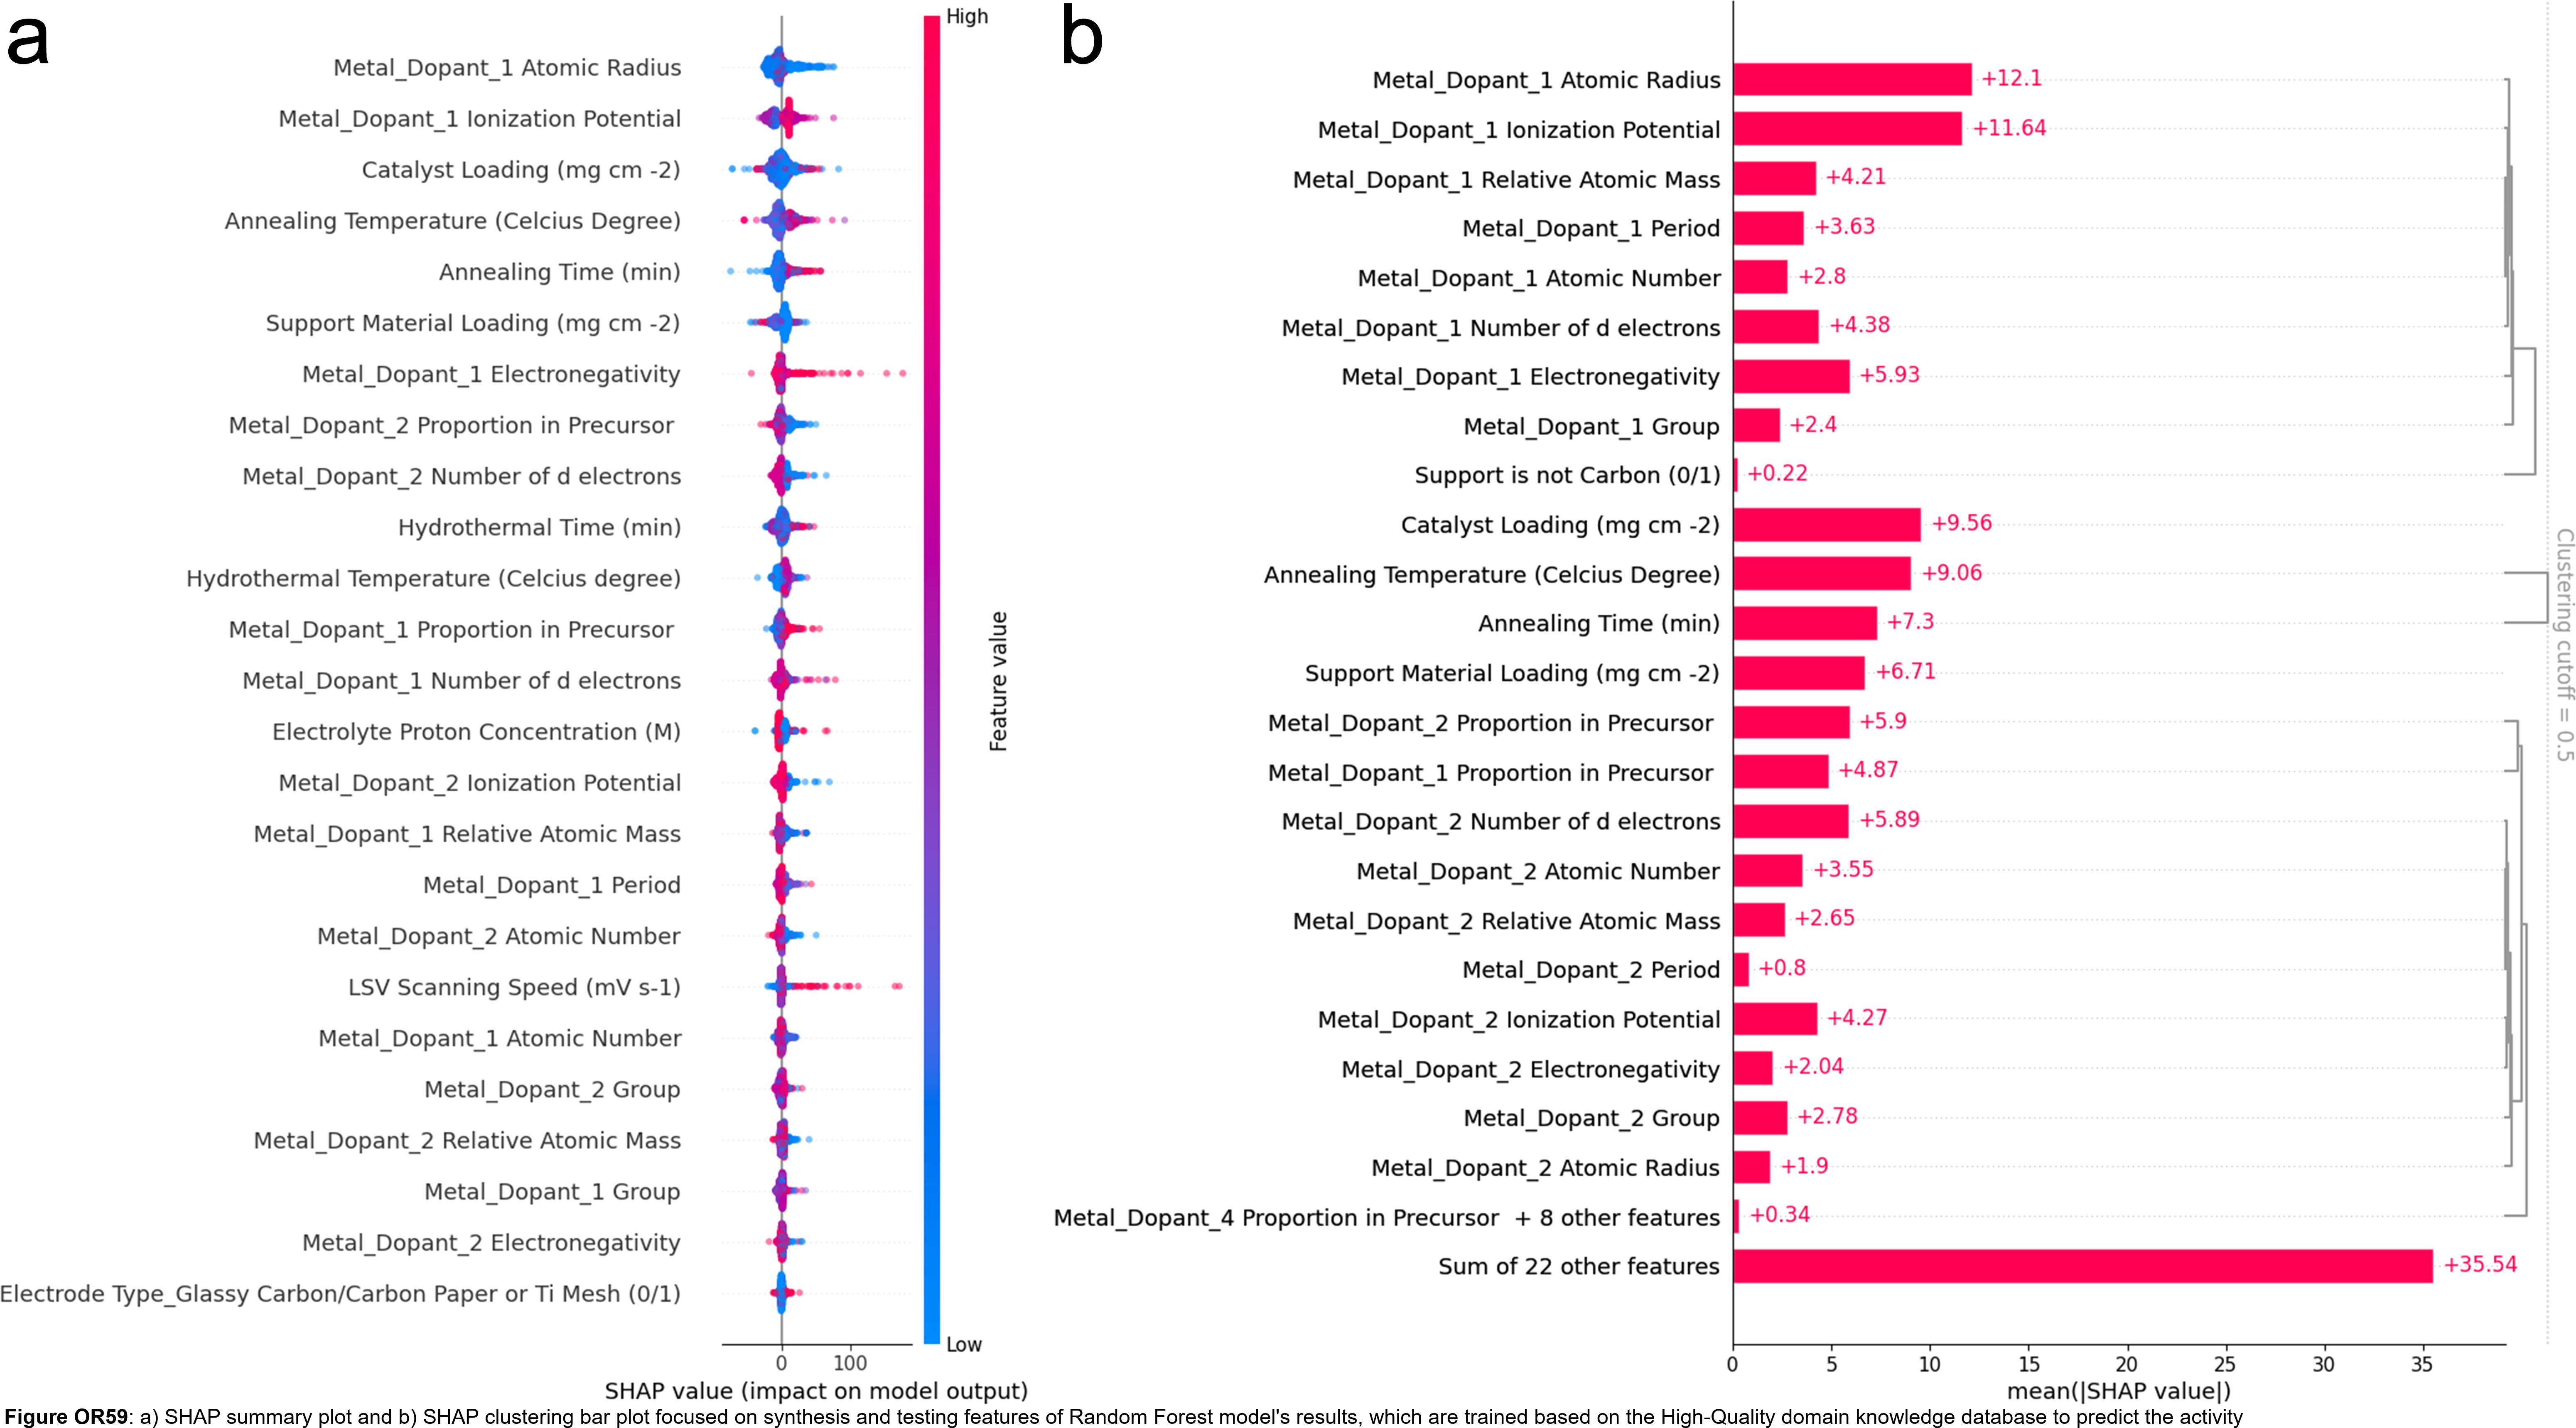 a
High
Metal_Dopant_1 Atomic Radius
Metal_Dopant_1 Ionization Potential
Catalyst Loading (mg cm -2)
Annealing Temperature (Celcius Degree)
Annealing Time (min)
Support Material Loading (mg cm -2)
Metal_Dopant_1 Electronegativity
Metal_Dopant_2 Proportion in Precursor
Metal_Dopant_2 Number of d electrons
Hydrothermal Time (min)
Hydrothermal Temperature (Celcius degree)
Metal_Dopant_1 Proportion in Precursor
Metal_Dopant_1 Number of d electrons
Electrolyte Proton Concentration (M)
Metal_Dopant_2 Ionization Potential
Metal_Dopant_1 Relative Atomic Mass
Metal_Dopant_1 Period
Metal_Dopant_2 Atomic Number
LSV Scanning Speed (mV s-1)
Metal_Dopant_1 Atomic Number
Metal_Dopant_2 Group
Metal_Dopant_2 Relative Atomic Mass
Metal_Dopant_1 Group
Metal_Dopant_2 Electronegativity
Electrode Type_Glassy Carbon/Carbon Paper or Ti Mesh (0/1)
Feature value
Low
0 100
SHAP value (impact on model output)
b
Metal_Dopant_1 Atomic Radius +12.1
Metal_Dopant_1 Ionization Potential +11.64
Metal_Dopant_1 Relative Atomic Mass +4.21
Metal_Dopant_1 Period +3.63
Metal_Dopant_1 Atomic Number +2.8
Metal_Dopant_1 Number of d electrons +4.38
Metal_Dopant_1 Electronegativity +5.93
Metal_Dopant_1 Group +2.4
Support is not Carbon (0/1) +0.22
Catalyst Loading (mg cm -2) +9.56
Annealing Temperature (Celcius Degree) +9.06
Annealing Time (min) +7.3
Support Material Loading (mg cm -2) +6.71
Metal_Dopant_2 Proportion in Precursor +5.9
Metal_Dopant_1 Proportion in Precursor +4.87
Metal_Dopant_2 Number of d electrons +5.89
Metal_Dopant_2 Atomic Number +3.55
Metal_Dopant_2 Relative Atomic Mass +2.65
Metal_Dopant_2 Period +0.8
Metal_Dopant_2 Ionization Potential +4.27
Metal_Dopant_2 Electronegativity +2.04
Metal_Dopant_2 Group +2.78
Metal_Dopant_2 Atomic Radius +1.9
Metal_Dopant_4 Proportion in Precursor + 8 other features +0.34
Sum of 22 other features +35.54
Clustering cutoff = 0.5
0 5 10 15 20 25 30 35
mean(|SHAP value|)
Figure OR59: a) SHAP summary plot and b) SHAP clustering bar plot focused on synthesis and testing features of Random Forest model's results, which are trained based on the High-Quality domain knowledge database to predict the activity